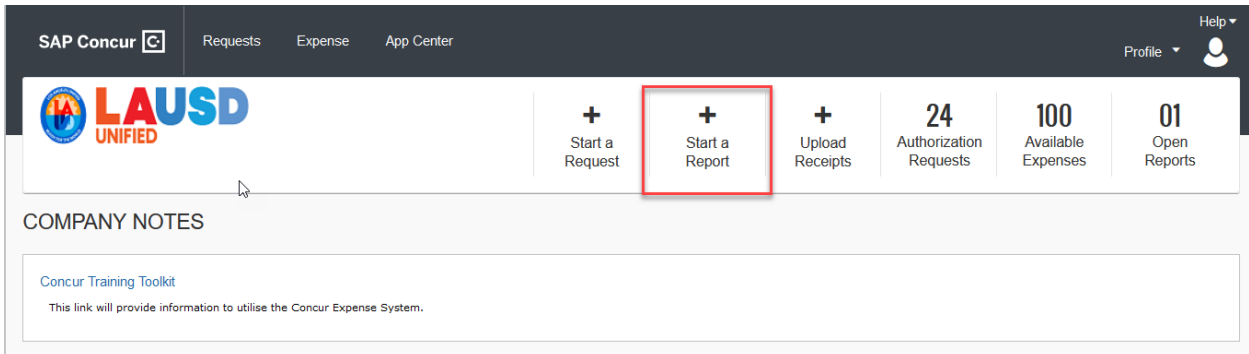 Help
SAP Concur C.
Requests
Expense
App Center
Profile
LAUSD
UNIFIED
+
Start a
Request
+
Start a
Report
+
Upload
Receipts
24
Authorization
Requests
100
Available
Expenses
01
Open
Reports
COMPANY NOTES
Concur Training Toolkit
This link will provide information to utilise the Concur Expense System.